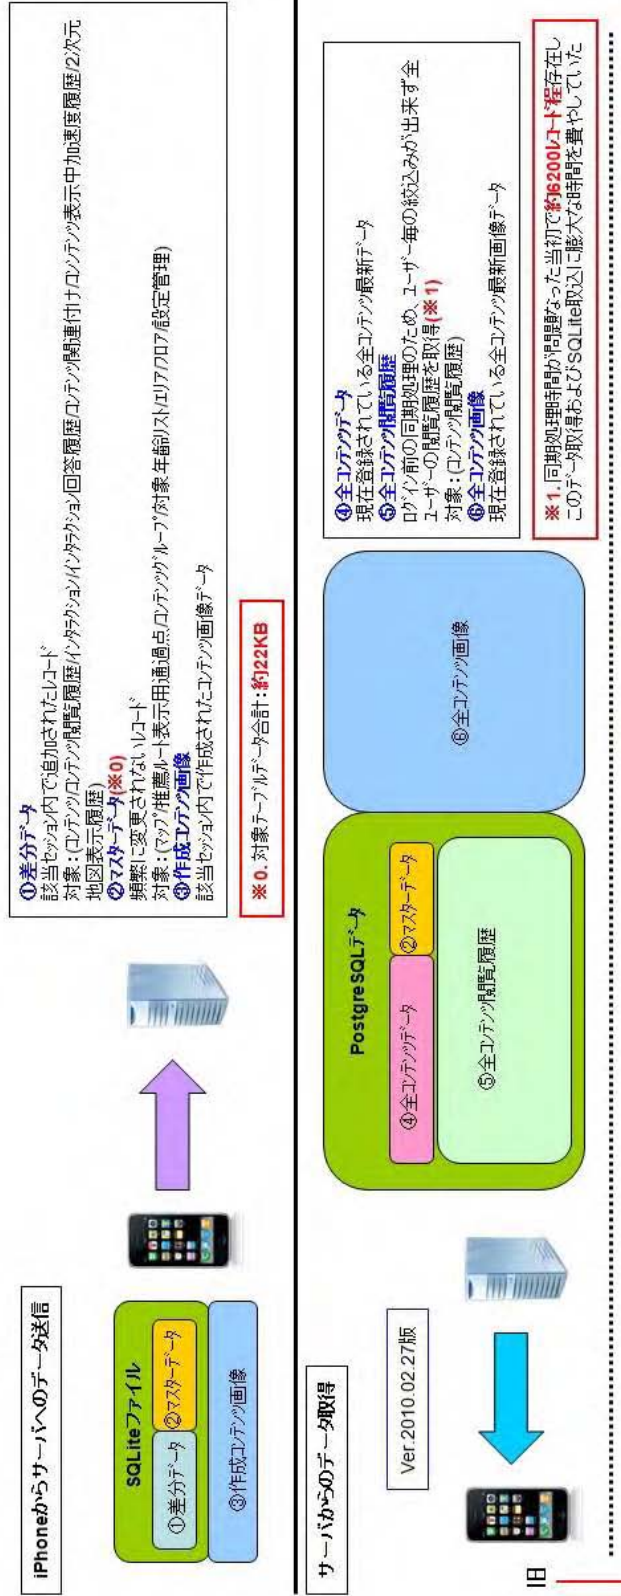 iPhoneからサーバへのデータ送信
SQLiteファイル
①差分データ
②マスターデータ
③作成コンテンツ画像
①差分データ
該当セッション内で追加されたレコード
対象：(コンテンツ/コンテンツ閲覧履歴/インタラクション/インタラクション回答履歴/コンテンツ関連付け/コンテンツ表示中加速度履歴/2次元
地図表示履歴)
②マスターデータ(※0)
頻繁に変更されないレコード
対象：(マップ/推薦ルート表示用通過点/コンテンツグループ/対象年齢リスト/エリア/フロア/設定管理)
③作成コンテンツ画像
該当セッション内で作成されたコンテンツ画像データ
※0. 対象テーブルデータ合計：約22KB
サーバからのデータ取得
Ver.2010.02.27版
旧
PostgreSQLデータ
④全コンテンツデータ
②マスターデータ
⑤全コンテンツ閲覧履歴
⑥全コンテンツ画像
④全コンテンツデータ
現在登録されている全コンテンツ最新データ
⑤全コンテンツ閲覧履歴
ログイン前の同期処理のため、ユーザー毎の絞込みが出来ず全
ユーザーの閲覧履歴を取得(※1)
対象：(コンテンツ閲覧履歴)
⑥全コンテンツ画像
現在登録されている全コンテンツ最新画像データ
※1. 同期処理時間が問題なった当初で約6200レコード程存在し
このデータ取得およびSQLite取込に膨大な時間を費やしていた